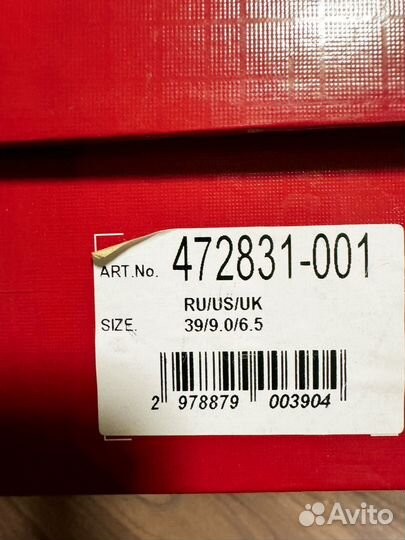 ART.No. 472831-001
RU/US/UK
SIZE. 39/9.0/6.5
2 978879 003904
Avito